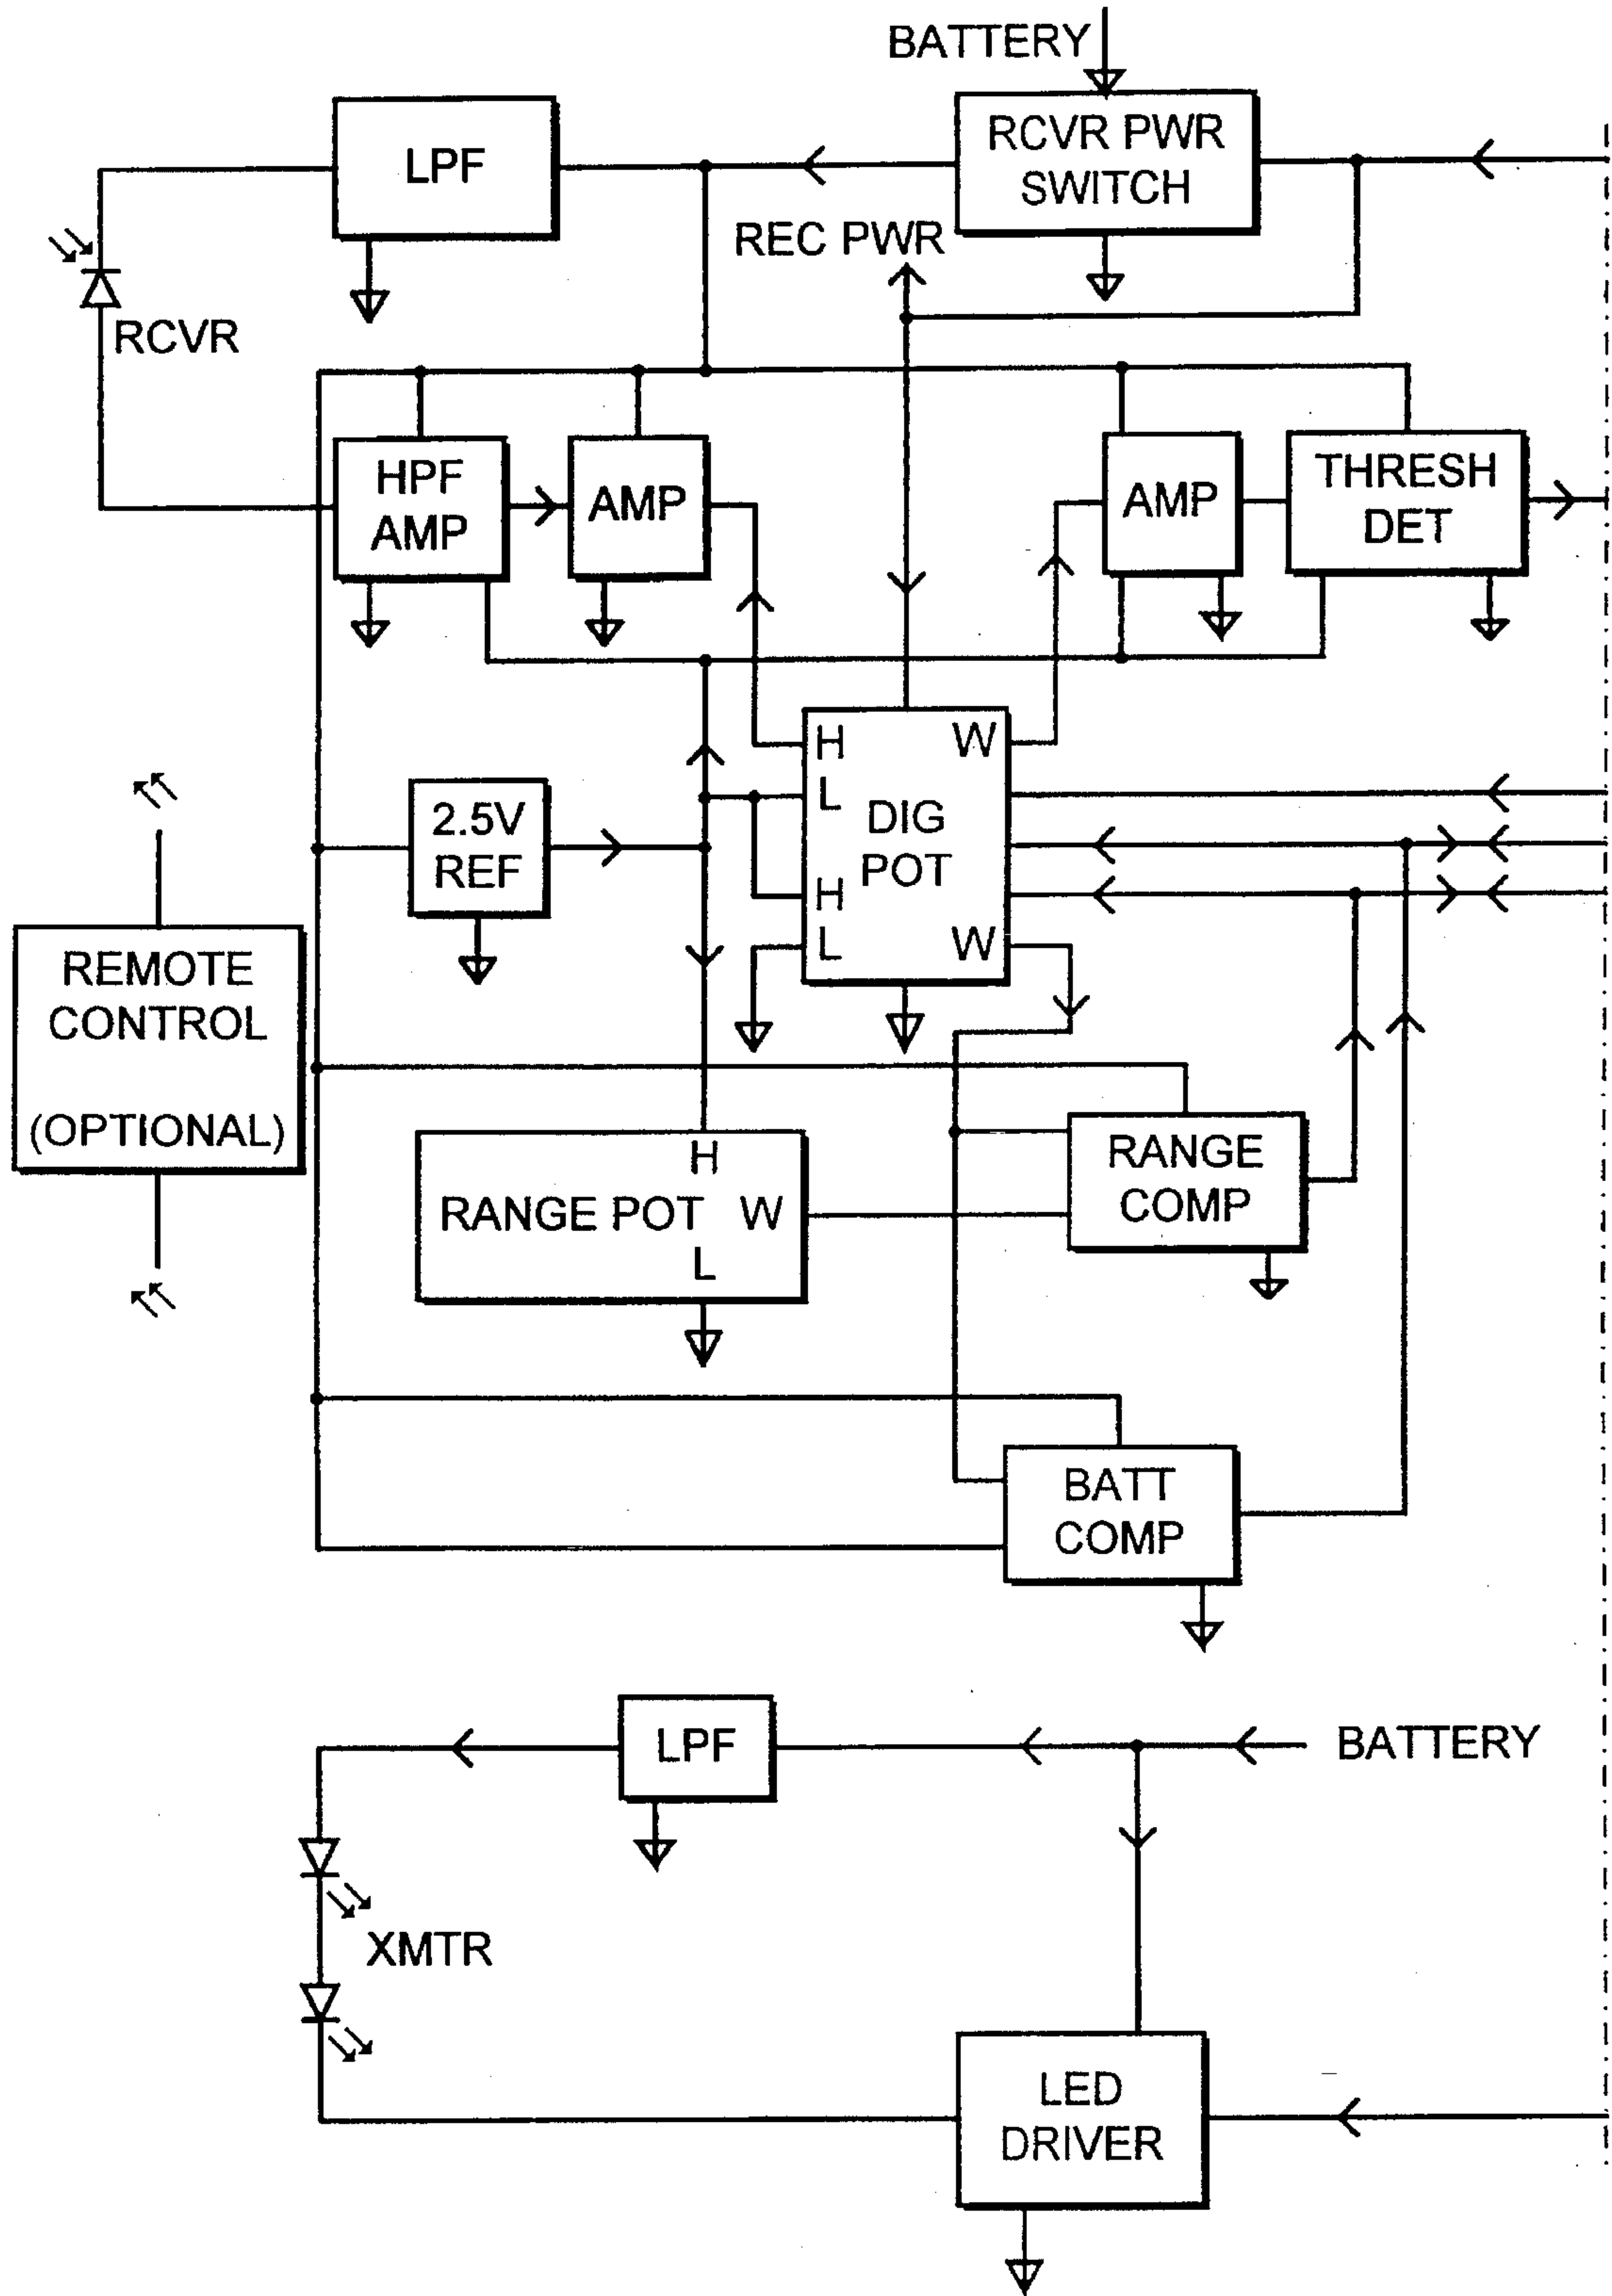 BATTERY
LPF
RCVR PWR
SWITCH
REC PWR
RCVR
HPF
AMP
AMP
AMP
THRESH
DET
H
W
L
DIG
POT
H
L
W
2.5V
REF
REMOTE
CONTROL
(OPTIONAL)
H
RANGE POT W
L
RANGE
COMP
BATT
COMP
LPF
BATTERY
XMTR
LED
DRIVER